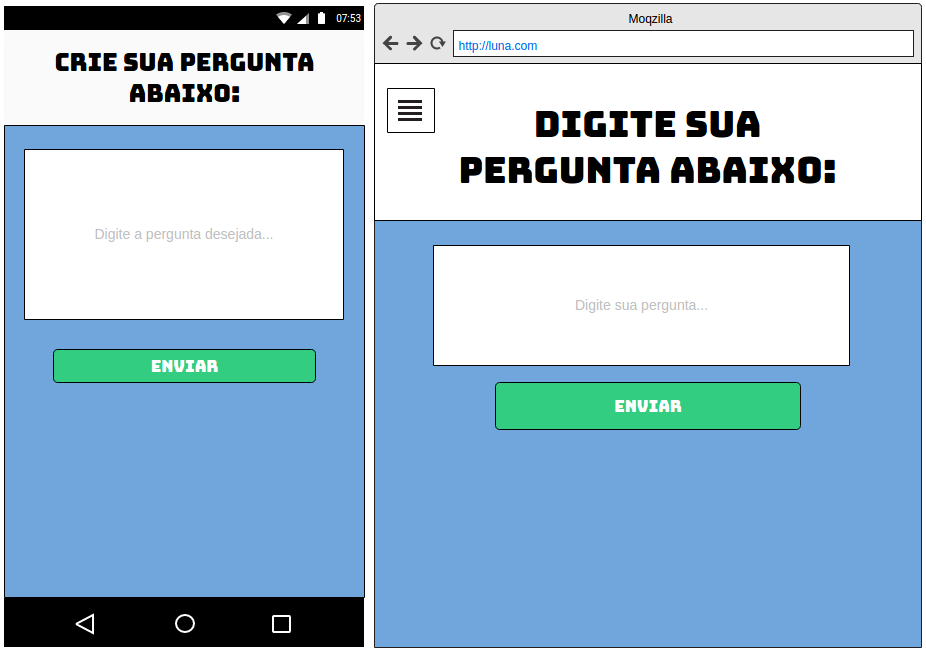 07:53
CRIE SUA PERGUNTA
ABAIXO:
Digite a pergunta desejada...
ENVIAR
Moqzilla
http://luna.com
DIGITE SUA
PERGUNTA ABAIXO:
Digite sua pergunta...
ENVIAR